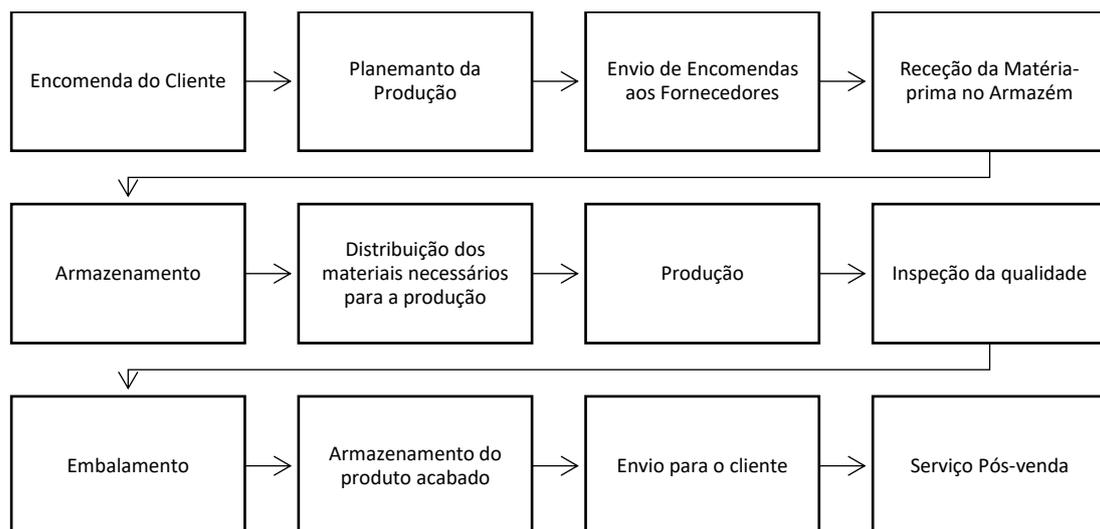 Encomenda do Cliente
Planemanto da
Produção
Envio de Encomendas
aos Fornecedores
Receção da Matéria-
prima no Armazém
Armazenamento
Distribuição dos
materiais necessários
para a produção
Produção
Inspeção da qualidade
Embalamento
Armazenamento do
produto acabado
Envio para o cliente
Serviço Pós-venda